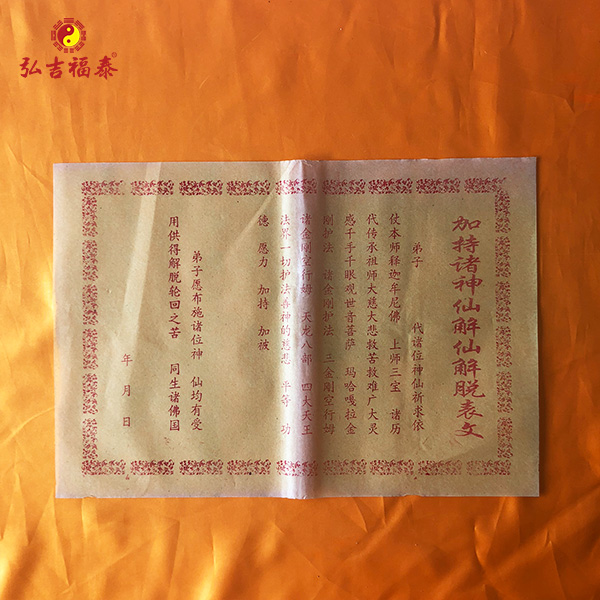 弘吉福泰®
加持诸神仙解仙解脱表文
弟子 代诸位神仙祈求依
仗本师释迦牟尼佛 上师三宝 诸历
代传承祖师大慈大悲救苦救难广大灵
感千手千眼观世音菩萨 玛哈嘎拉金
刚护法 诸金刚护法 三金刚空行姆
诸金刚空行姆 天龙八部 四大天王
法界一切护法善神的慈悲 平等 功
德 愿力 加持 加被
弟子愿布施诸位神 仙均有受
用供得解脱轮回之苦 同生诸佛国
年 月 日